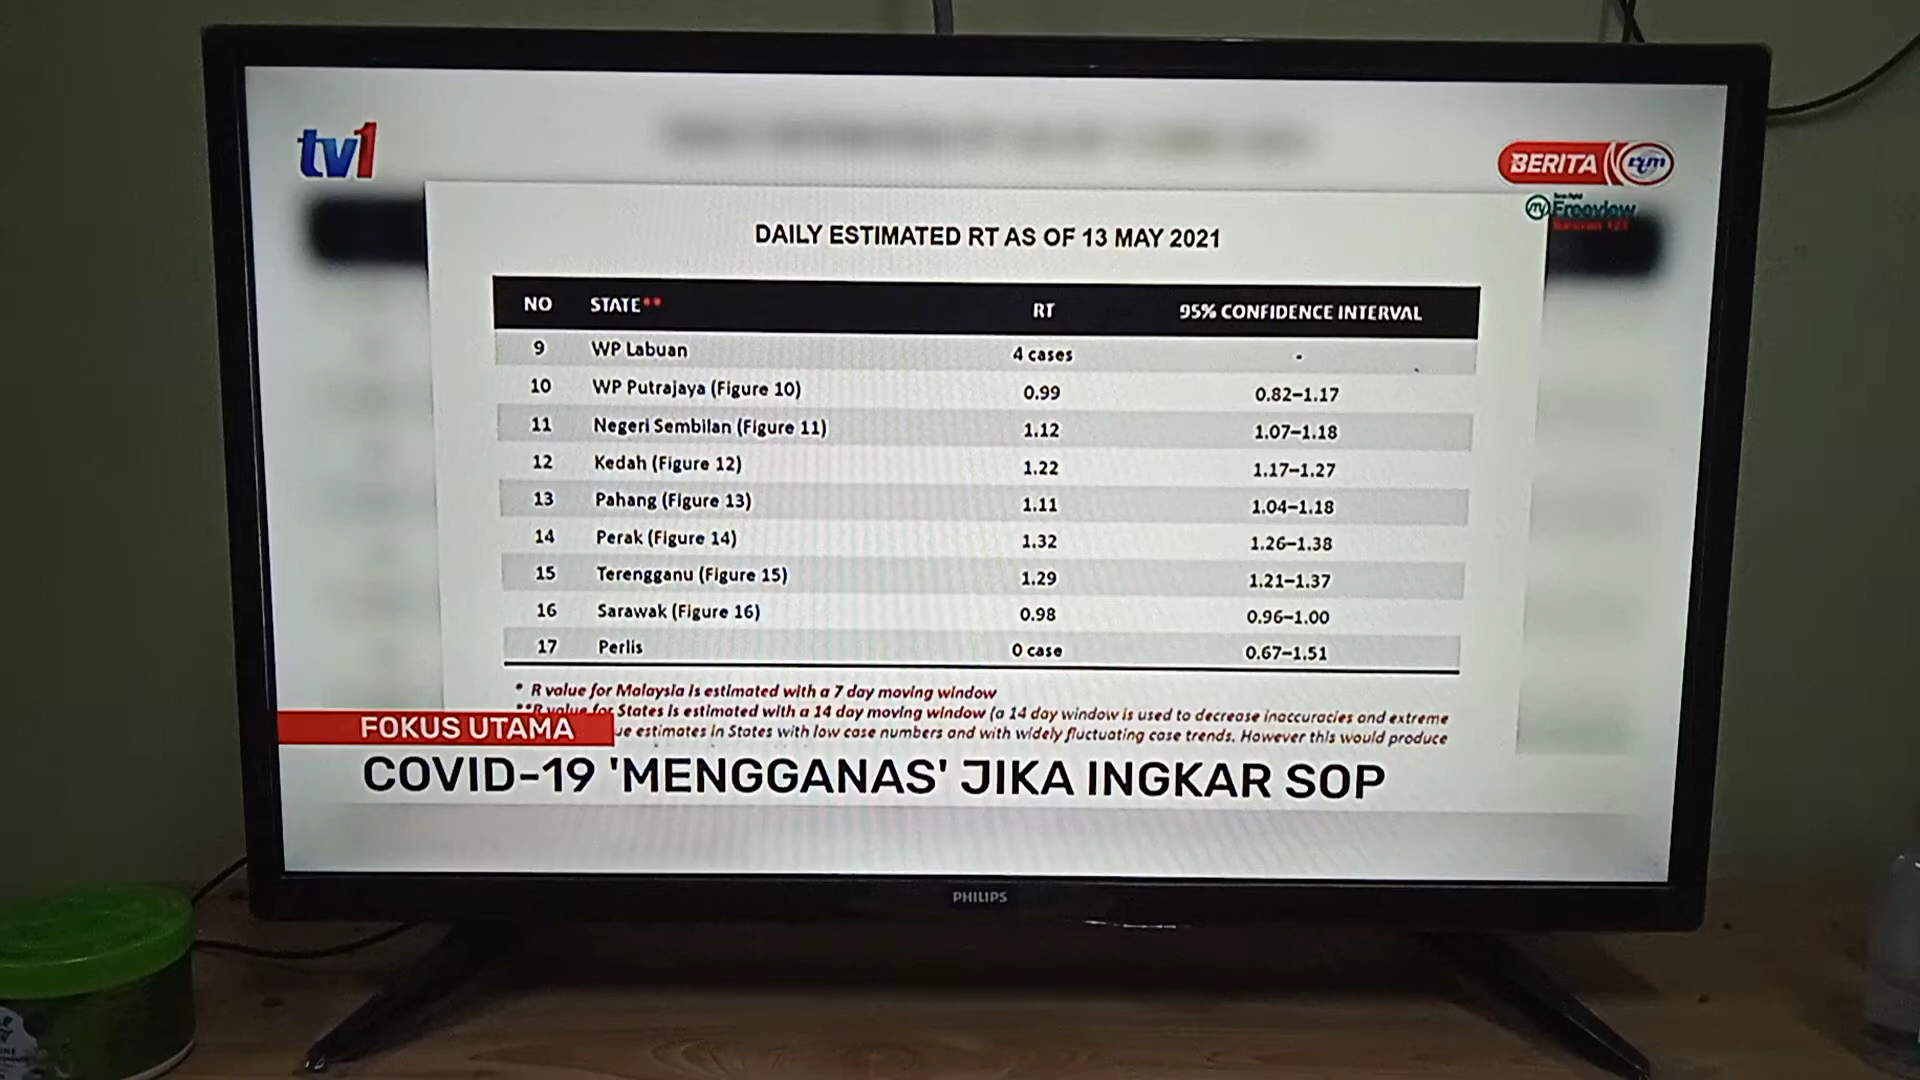 tv1
BERITA rtm
Freeview
DAILY ESTIMATED RT AS OF 13 MAY 2021
NO STATE** RT 95% CONFIDENCE INTERVAL
9 WP Labuan 4 cases -
10 WP Putrajaya (Figure 10) 0.99 0.82–1.17
11 Negeri Sembilan (Figure 11) 1.12 1.07–1.18
12 Kedah (Figure 12) 1.22 1.17–1.27
13 Pahang (Figure 13) 1.11 1.04–1.18
14 Perak (Figure 14) 1.32 1.26–1.38
15 Terengganu (Figure 15) 1.29 1.21–1.37
16 Sarawak (Figure 16) 0.98 0.96–1.00
17 Perlis 0 case 0.67–1.51
* R value for Malaysia is estimated with a 7 day moving window
**R value for States is estimated with a 14 day moving window (a 14 day window is used to decrease inaccuracies and extreme
ue estimates in States with low case numbers and with widely fluctuating case trends. However this would produce
FOKUS UTAMA
COVID-19 'MENGGANAS' JIKA INGKAR SOP
PHILIPS